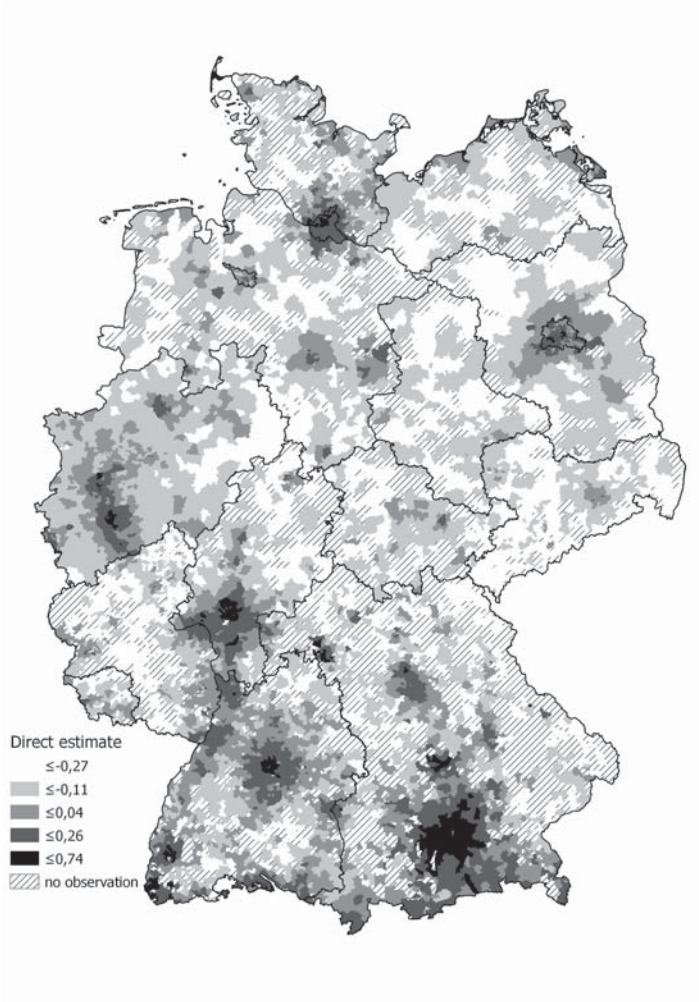 Direct estimate
≤-0,27
≤-0,11
≤0,04
≤0,26
≤0,74
no observation